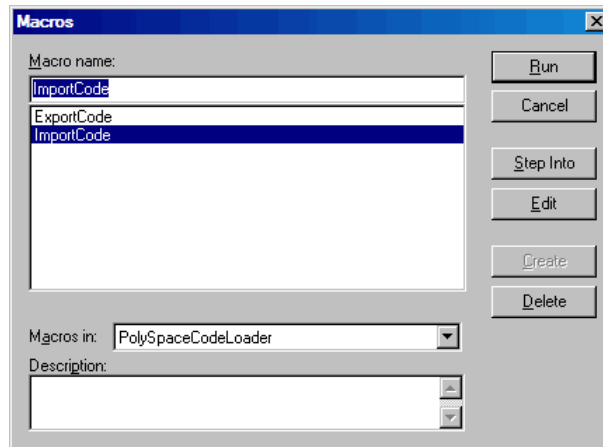 Macros
Macro name:
ImportCode
ExportCode
ImportCode
Run
Cancel
Step Into
Edit
Create
Delete
Macros in: PolySpaceCodeLoader
Description: